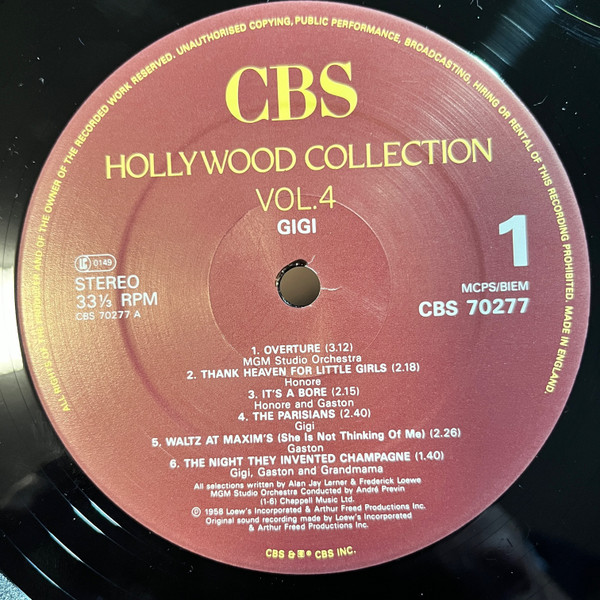 ALL RIGHTS OF THE PRODUCER AND OF THE OWNER OF THE RECORDED WORK RESERVED. UNAUTHORISED COPYING, PUBLIC PERFORMANCE, BROADCASTING, HIRING OR RENTAL OF THIS RECORDING PROHIBITED. MADE IN ENGLAND.
CBS
HOLLYWOOD COLLECTION
VOL.4
GIGI
1
LC 0149
STEREO
33⅓ RPM
CBS 70277 A
MCPS/BIEM
CBS 70277
1. OVERTURE (3.12)
MGM Studio Orchestra
2. THANK HEAVEN FOR LITTLE GIRLS (2.18)
Honore
3. IT'S A BORE (2.15)
Honore and Gaston
4. THE PARISIANS (2.40)
Gigi
5. WALTZ AT MAXIM'S (She Is Not Thinking Of Me) (2.26)
Gaston
6. THE NIGHT THEY INVENTED CHAMPAGNE (1.40)
Gigi, Gaston and Grandmama
All selections written by Alan Jay Lerner & Frederick Loewe
MGM Studio Orchestra Conducted by André Previn
(1-6) Chappell Music Ltd.
℗ 1958 Loew's Incorporated & Arthur Freed Productions Inc.
Original sound recording made by Loew's Incorporated
& Arthur Freed Productions Inc.
CBS & ® CBS INC.